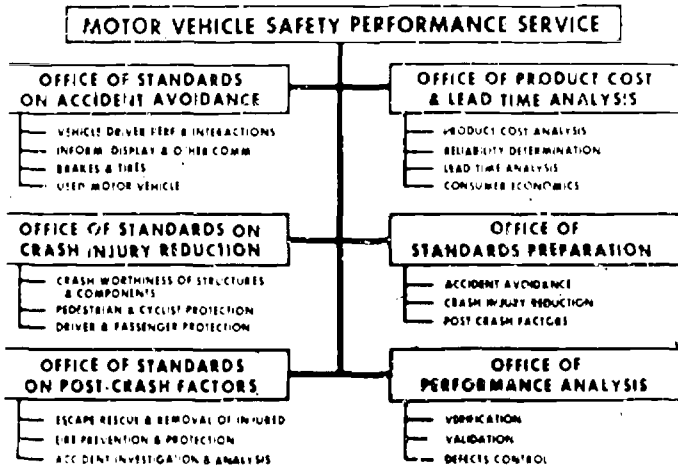 MOTOR VEHICLE SAFETY PERFORMANCE SERVICE
OFFICE OF STANDARDS
ON ACCIDENT AVOIDANCE
VEHICLE DRIVER PERF & INTERACTIONS
INFORM. DISPLAY & OTHER COMM
BRAKES & TIRES
USED MOTOR VEHICLE
OFFICE OF PRODUCT COST
& LEAD TIME ANALYSIS
PRODUCT COST ANALYSIS
RELIABILITY DETERMINATION
LEAD TIME ANALYSIS
CONSUMER ECONOMICS
OFFICE OF STANDARDS ON
CRASH INJURY REDUCTION
CRASH WORTHINESS OF STRUCTURES
& COMPONENTS
PEDESTRIAN & CYCLIST PROTECTION
DRIVER & PASSENGER PROTECTION
OFFICE OF
STANDARDS PREPARATION
ACCIDENT AVOIDANCE
CRASH INJURY REDUCTION
POST CRASH FACTORS
OFFICE OF STANDARDS
ON POST-CRASH FACTORS
ESCAPE RESCUE & REMOVAL OF INJURED
FIRE PREVENTION & PROTECTION
ACCIDENT INVESTIGATION & ANALYSIS
OFFICE OF
PERFORMANCE ANALYSIS
VERIFICATION
VALIDATION
DEFECTS CONTROL